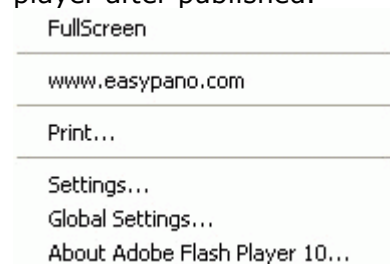 player after published.
FullScreen
www.easypano.com
Print...
Settings...
Global Settings...
About Adobe Flash Player 10...